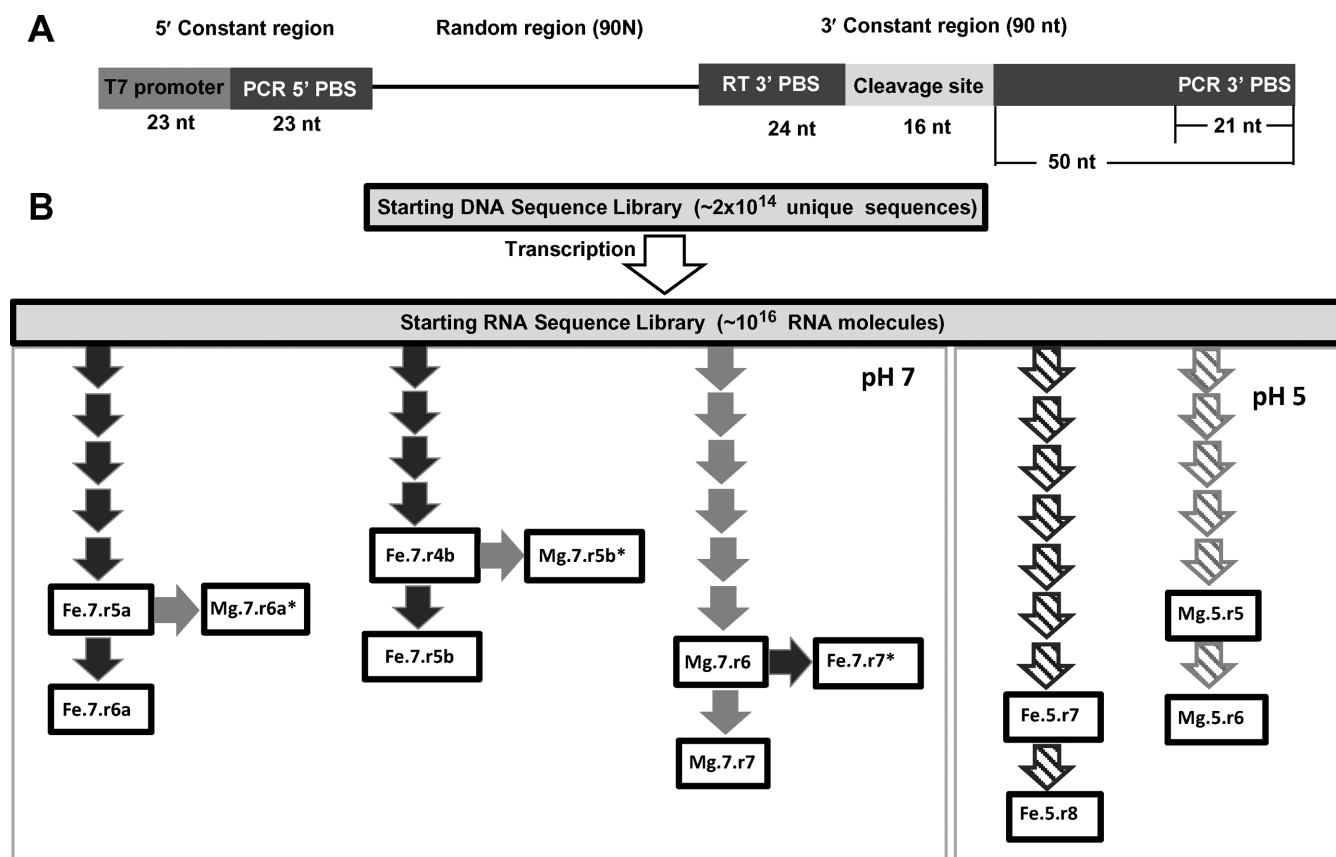 A
5′ Constant region
Random region (90N)
3′ Constant region (90 nt)
T7 promoter
PCR 5’ PBS
RT 3’ PBS
Cleavage site
PCR 3’ PBS
23 nt
23 nt
24 nt
16 nt
21 nt
50 nt
B
Starting DNA Sequence Library (~2x10^14 unique sequences)
Transcription
Starting RNA Sequence Library (~10^16 RNA molecules)
pH 7
pH 5
Fe.7.r5a
Mg.7.r6a*
Fe.7.r6a
Fe.7.r4b
Mg.7.r5b*
Fe.7.r5b
Mg.7.r6
Fe.7.r7*
Mg.7.r7
Fe.5.r7
Fe.5.r8
Mg.5.r5
Mg.5.r6